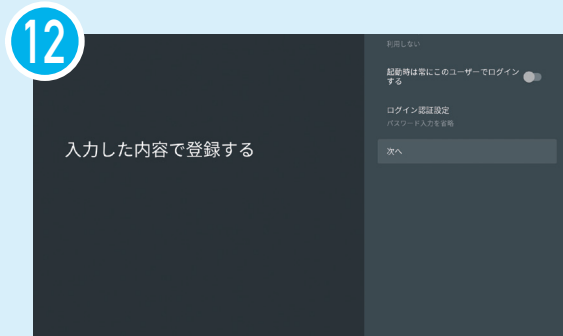 12
利用しない
起動時は常にこのユーザーでログイン
する
ログイン認証設定
パスワード入力を省略
入力した内容で登録する
次へ